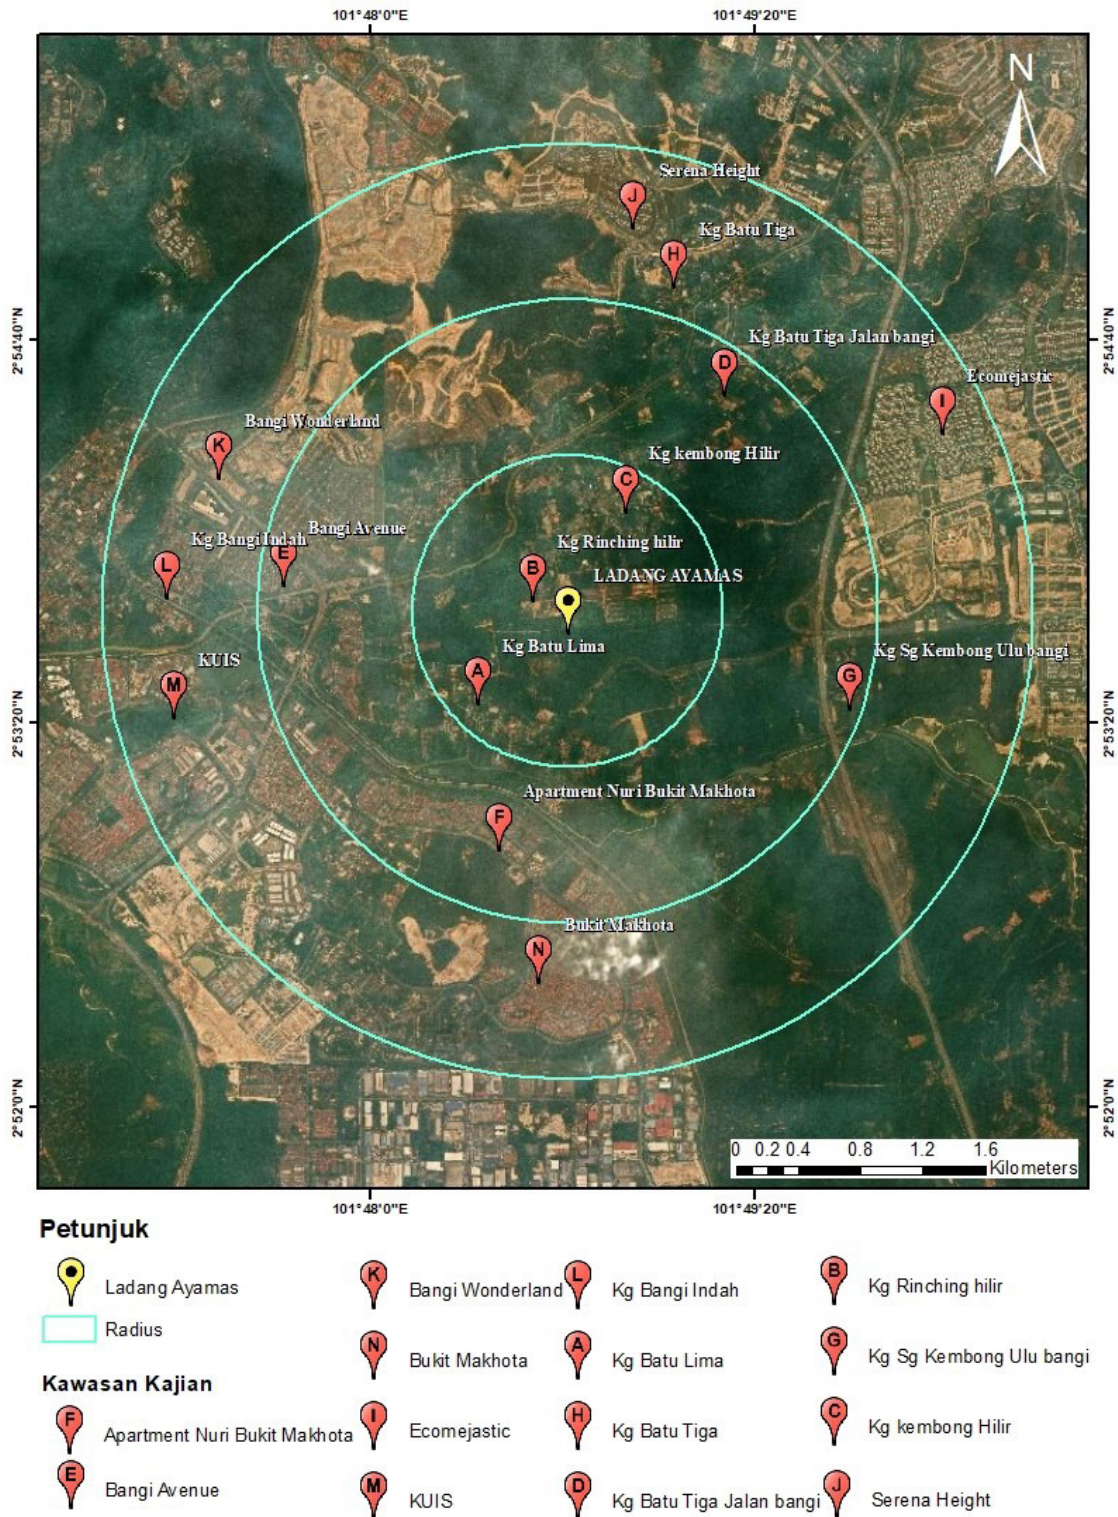 101°48'0"E
101°49'20"E
N
Serena Height
J
Kg Batu Tiga
H
2°54'40"N
2°54'40"N
Kg Batu Tiga Jalan bangi
D
Ecomejastic
I
Bangi Wonderland
K
Kg kembong Hilir
C
Bangi Avenue
E
Kg Bangi Indah
L
Kg Rinching hilir
B
LADANG AYAMAS
Kg Batu Lima
A
KUIS
M
Kg Sg Kembong Ulu bangi
G
2°53'20"N
2°53'20"N
Apartment Nuri Bukit Makhota
F
Bukit Makhota
N
2°52'0"N
2°52'0"N
0 0.2 0.4 0.8 1.2 1.6
Kilometers
101°48'0"E
101°49'20"E
Petunjuk
Ladang Ayamas
Radius
Kawasan Kajian
F Apartment Nuri Bukit Makhota
E Bangi Avenue
K Bangi Wonderland
N Bukit Makhota
I Ecomejastic
M KUIS
L Kg Bangi Indah
A Kg Batu Lima
H Kg Batu Tiga
D Kg Batu Tiga Jalan bangi
B Kg Rinching hilir
G Kg Sg Kembong Ulu bangi
C Kg kembong Hilir
J Serena Height